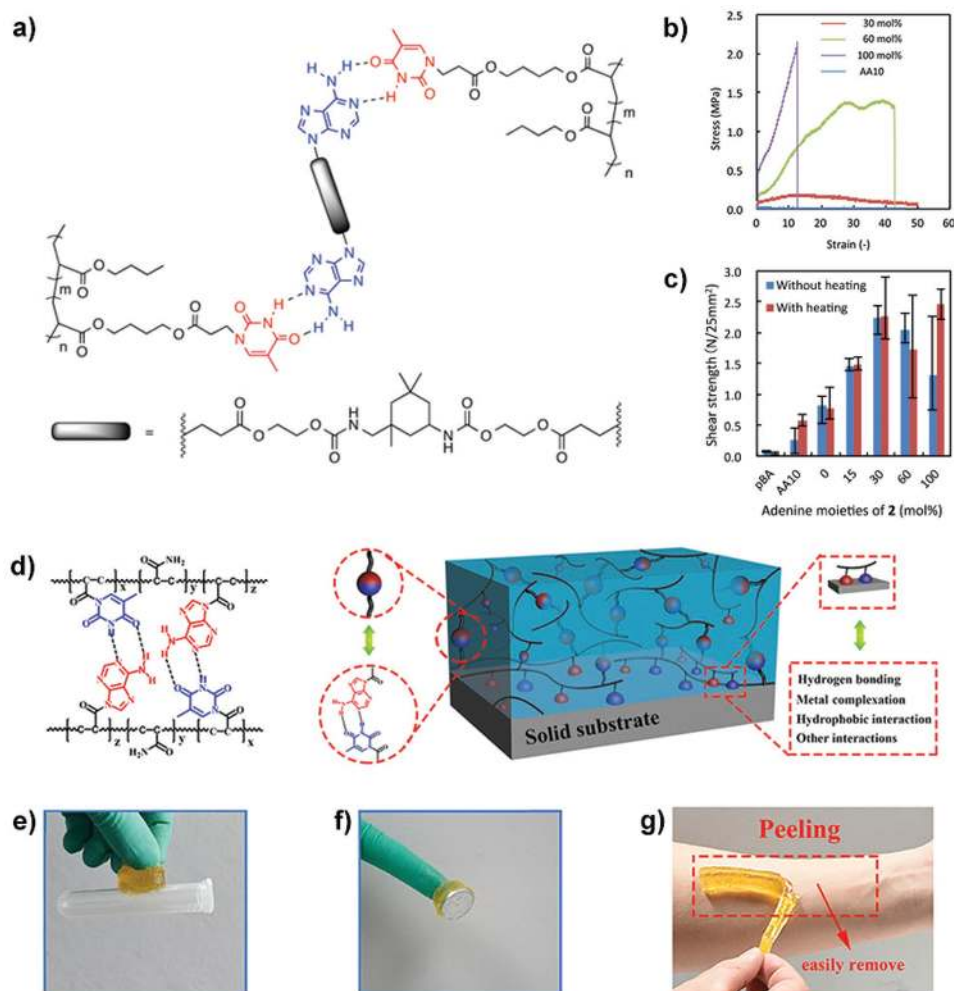 a)
H
H
N
O
N
N
N
N
H
N
O
N
O
O
O
O
O
O
O
m
n
m
n
O
O
O
O
O
O
O
N
O
N
H
O
N
N
N
N
N
H
H
=
O
O
O
O
H
N
N
H
O
O
O
O
b)
Stress (MPa)
2.5
2.0
1.5
1.0
0.5
0.0
30 mol%
60 mol%
100 mol%
AA10
0 10 20 30 40 50 60
Strain (-)
c)
Shear strength (N/25mm²)
3.0
2.5
2.0
1.5
1.0
0.5
0.0
Without heating
With heating
pBA AA10 0 15 30 60 100
Adenine moieties of 2 (mol%)
d)
O NH₂
C C x y C C z
O
N
O N O
H
N
N
N
N
H
N
H
C C z y C C x
H₂N O
Solid substrate
Hydrogen bonding
Metal complexation
Hydrophobic interaction
Other interactions
e)
f)
g)
Peeling
easily remove